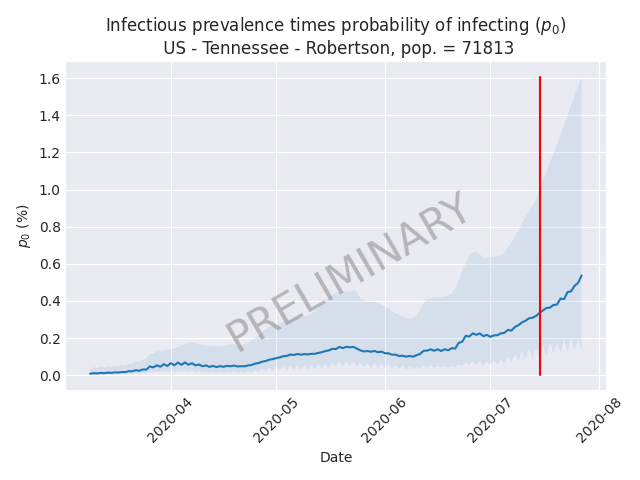 Infectious prevalence times probability of infecting (p₀)
US - Tennessee - Robertson, pop. = 71813
1.6
1.4
1.2
1.0
0.8
0.6
0.4
0.2
0.0
p₀ (%)
PRELIMINARY
2020-04
2020-05
2020-06
2020-07
2020-08
Date